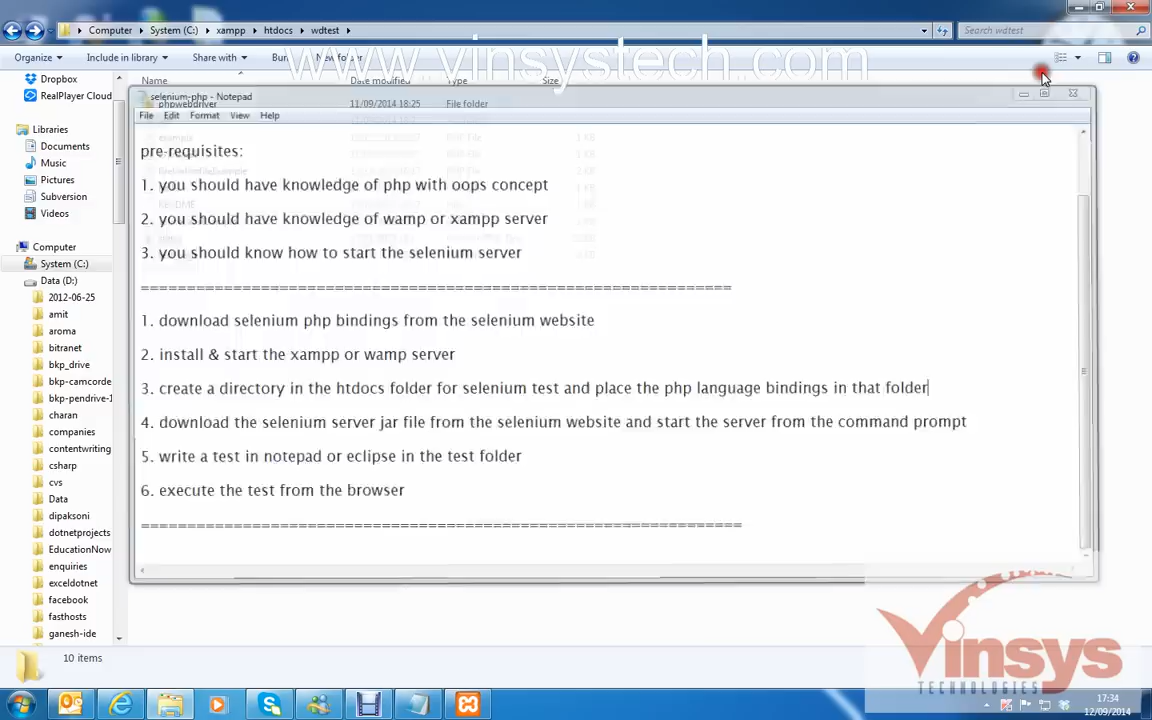 Computer System (C:) xampp htdocs wdtest
Search wdtest
Organize Include in library Share with
www.vinsystech.com
Name Date modified Type Size
Dropbox
RealPlayer Cloud
Libraries
Documents
Music
Pictures
Subversion
Videos
Computer
System (C:)
Data (D:)
2012-06-25
amit
aroma
bitranet
bkp_drive
bkp-camcorde
bkp-pendrive-1
charan
companies
contentwriting
csharp
cvs
Data
dipaksoni
dotnetprojects
EducationNow
enquiries
exceldotnet
facebook
fasthosts
ganesh-ide
selenium-php - Notepad
phpwebdriver 11/09/2014 18:25 File folder
File Edit Format View Help
example
pre-requisites:
1. you should have knowledge of php with oops concept
2. you should have knowledge of wamp or xampp server
3. you should know how to start the selenium server
===============================================================
1. download selenium php bindings from the selenium website
2. install & start the xampp or wamp server
3. create a directory in the htdocs folder for selenium test and place the php language bindings in that folder
4. download the selenium server jar file from the selenium website and start the server from the command prompt
5. write a test in notepad or eclipse in the test folder
6. execute the test from the browser
================================================================
10 items
Vinsys
TECHNOLOGIES
17:34
12/09/2014